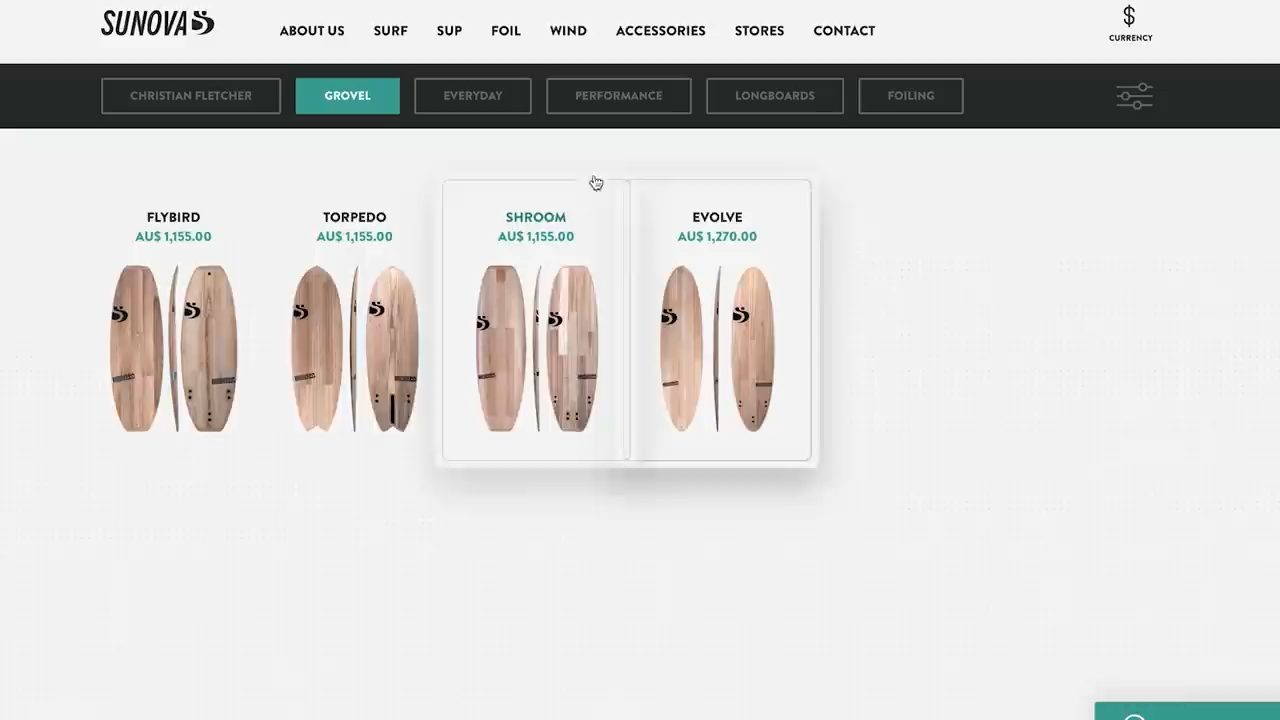 SUNOVA
ABOUT US
SURF
SUP
FOIL
WIND
ACCESSORIES
STORES
CONTACT
$
CURRENCY
CHRISTIAN FLETCHER
GROVEL
EVERYDAY
PERFORMANCE
LONGBOARDS
FOILING
FLYBIRD
AU$ 1,155.00
TORPEDO
AU$ 1,155.00
SHROOM
AU$ 1,155.00
EVOLVE
AU$ 1,270.00